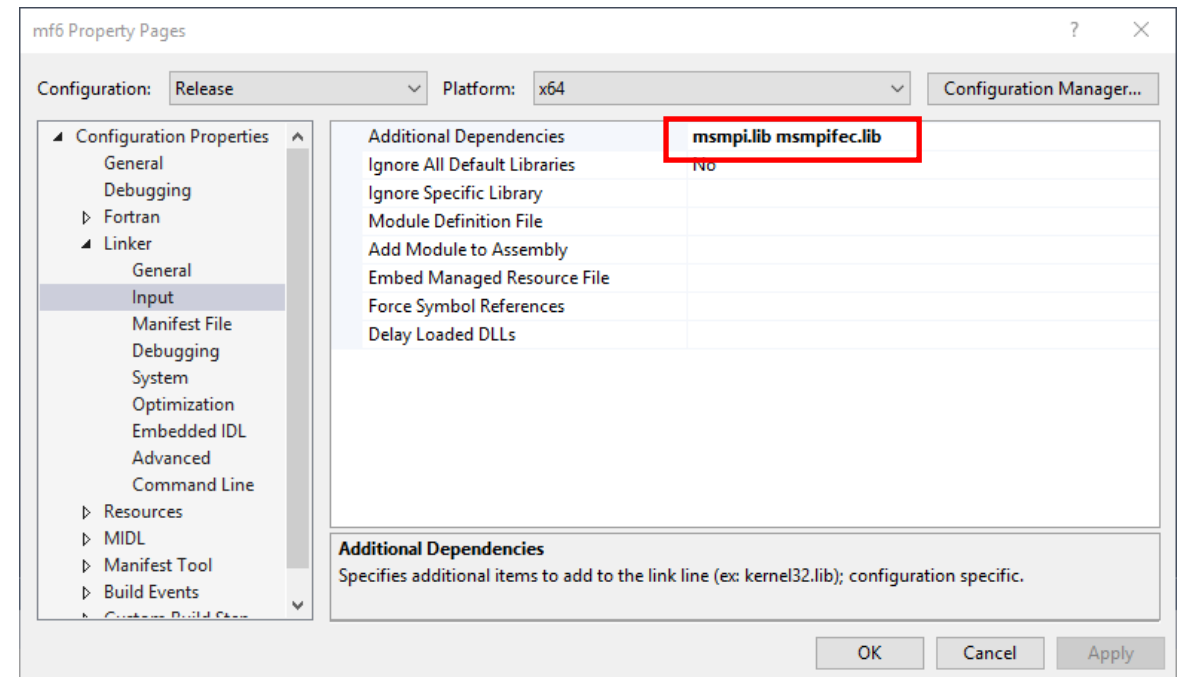 mf6 Property Pages
Configuration: Release Platform: x64 Configuration Manager...
Configuration Properties
General
Debugging
Fortran
Linker
General
Input
Manifest File
Debugging
System
Optimization
Embedded IDL
Advanced
Command Line
Resources
MIDL
Manifest Tool
Build Events
Custom Build Step
Additional Dependencies msmpi.lib msmpifec.lib
Ignore All Default Libraries No
Ignore Specific Library
Module Definition File
Add Module to Assembly
Embed Managed Resource File
Force Symbol References
Delay Loaded DLLs
Additional Dependencies
Specifies additional items to add to the link line (ex: kernel32.lib); configuration specific.
OK Cancel Apply